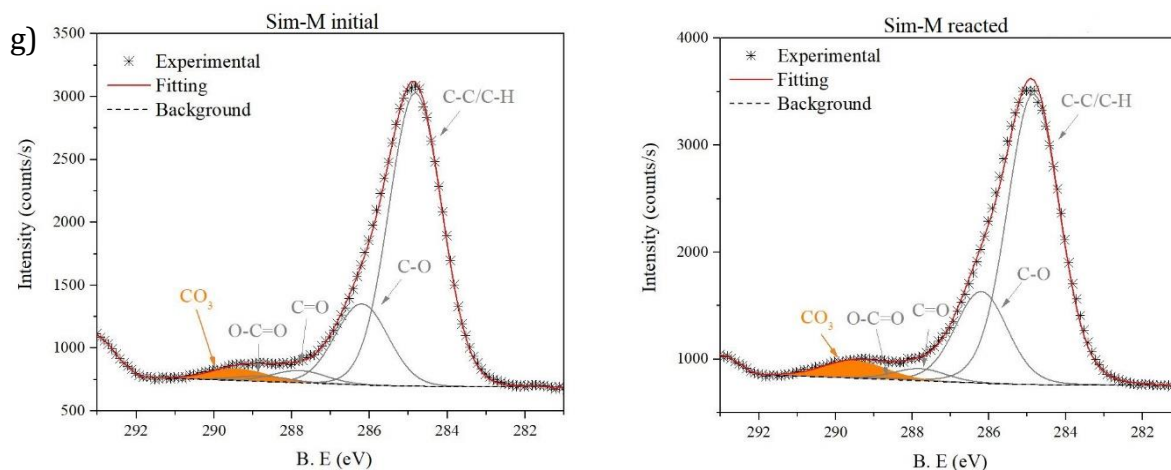 g)
Sim-M initial
Experimental
Fitting
Background
C-C/C-H
C-O
C=O
O-C=O
CO3
Intensity (counts/s)
3500
3000
2500
2000
1500
1000
500
292
290
288
286
284
282
B. E (eV)
Sim-M reacted
Experimental
Fitting
Background
C-C/C-H
C-O
C=O
O-C=O
CO3
Intensity (counts/s)
4000
3000
2000
1000
292
290
288
286
284
282
B. E (eV)